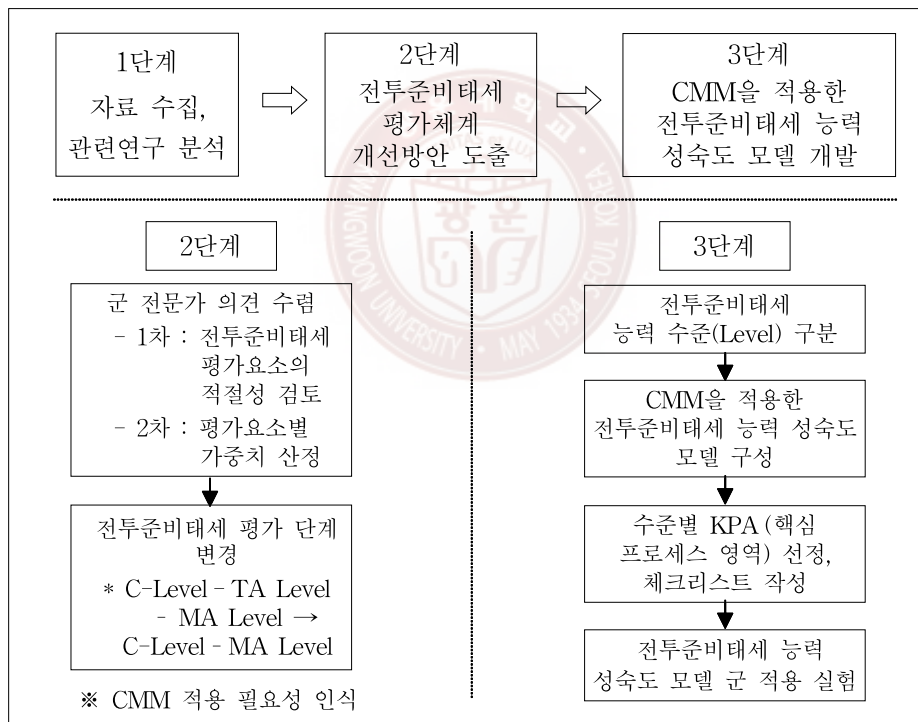 1단계
자료 수집,
관련연구 분석
2단계
전투준비태세
평가체계
개선방안 도출
3단계
CMM을 적용한
전투준비태세 능력
성숙도 모델 개발
2단계
군 전문가 의견 수렴
- 1차 : 전투준비태세
평가요소의
적절성 검토
- 2차 : 평가요소별
가중치 산정
전투준비태세 평가 단계
변경
* C-Level - TA Level
- MA Level →
C-Level - MA Level
※ CMM 적용 필요성 인식
3단계
전투준비태세
능력 수준(Level) 구분
CMM을 적용한
전투준비태세 능력 성숙도
모델 구성
수준별 KPA (핵심
프로세스 영역) 선정,
체크리스트 작성
전투준비태세 능력
성숙도 모델 군 적용 실험
광운
KWANGWOON UNIVERSITY • MAY 1934 SEOUL KOREA